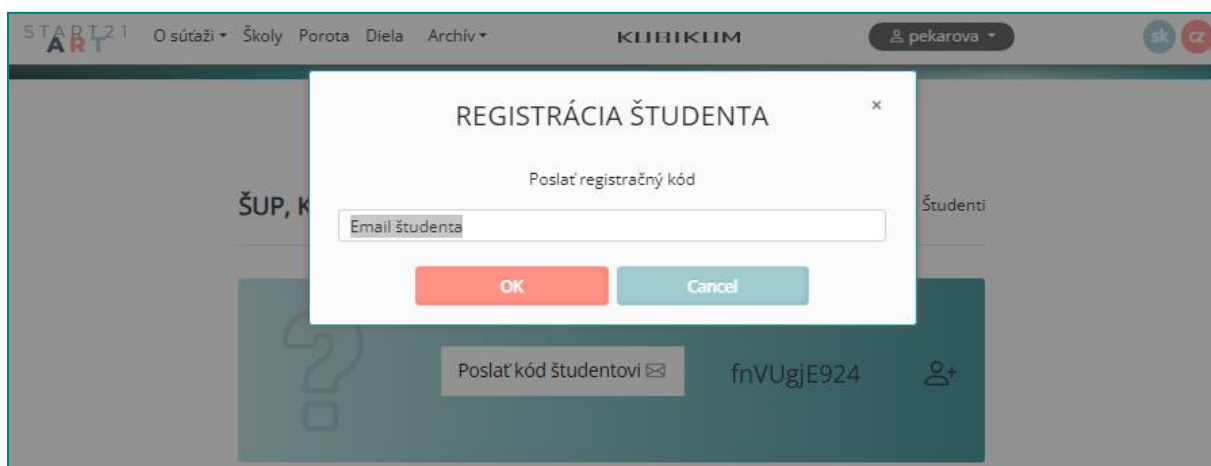 START21
ART
O súťaži Školy Porota Diela Archív KUBIKUM pekarova sk cz
REGISTRÁCIA ŠTUDENTA ×
Poslať registračný kód
ŠUP, K Študenti
Email študenta
OK Cancel
Poslať kód študentovi fnVUgjE924